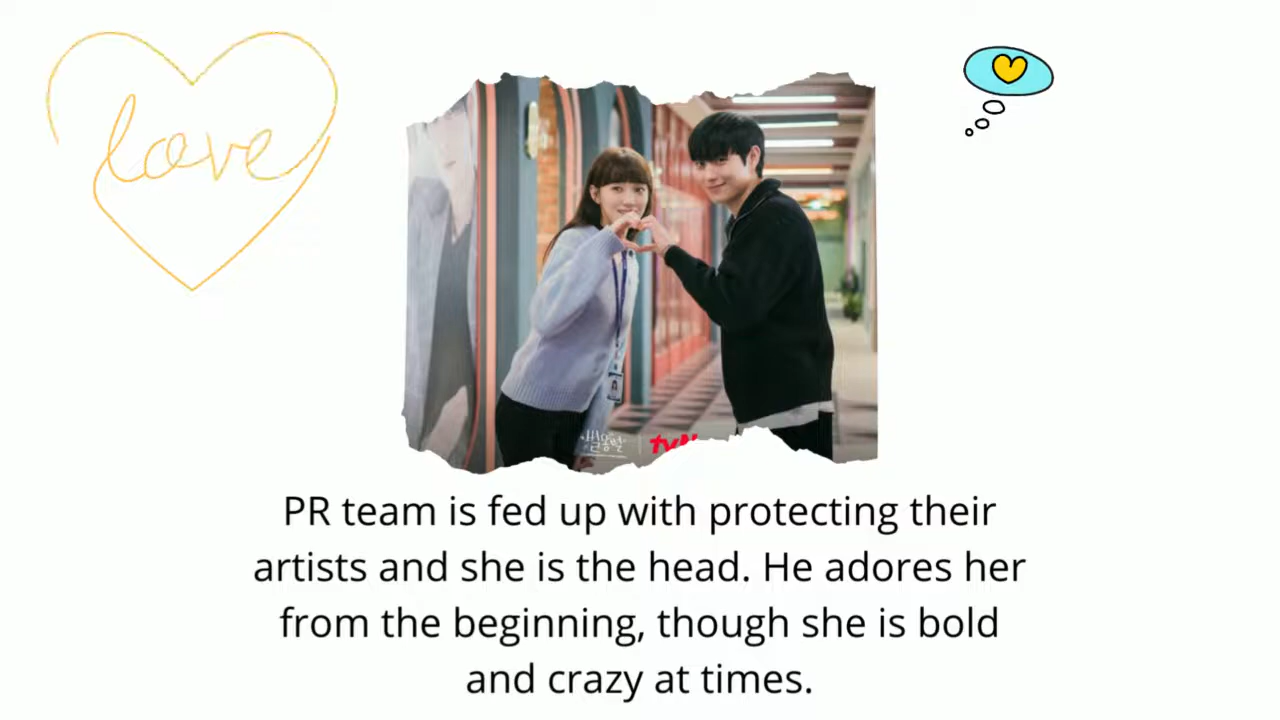 love
tvN
PR team is fed up with protecting their
artists and she is the head. He adores her
from the beginning, though she is bold
and crazy at times.